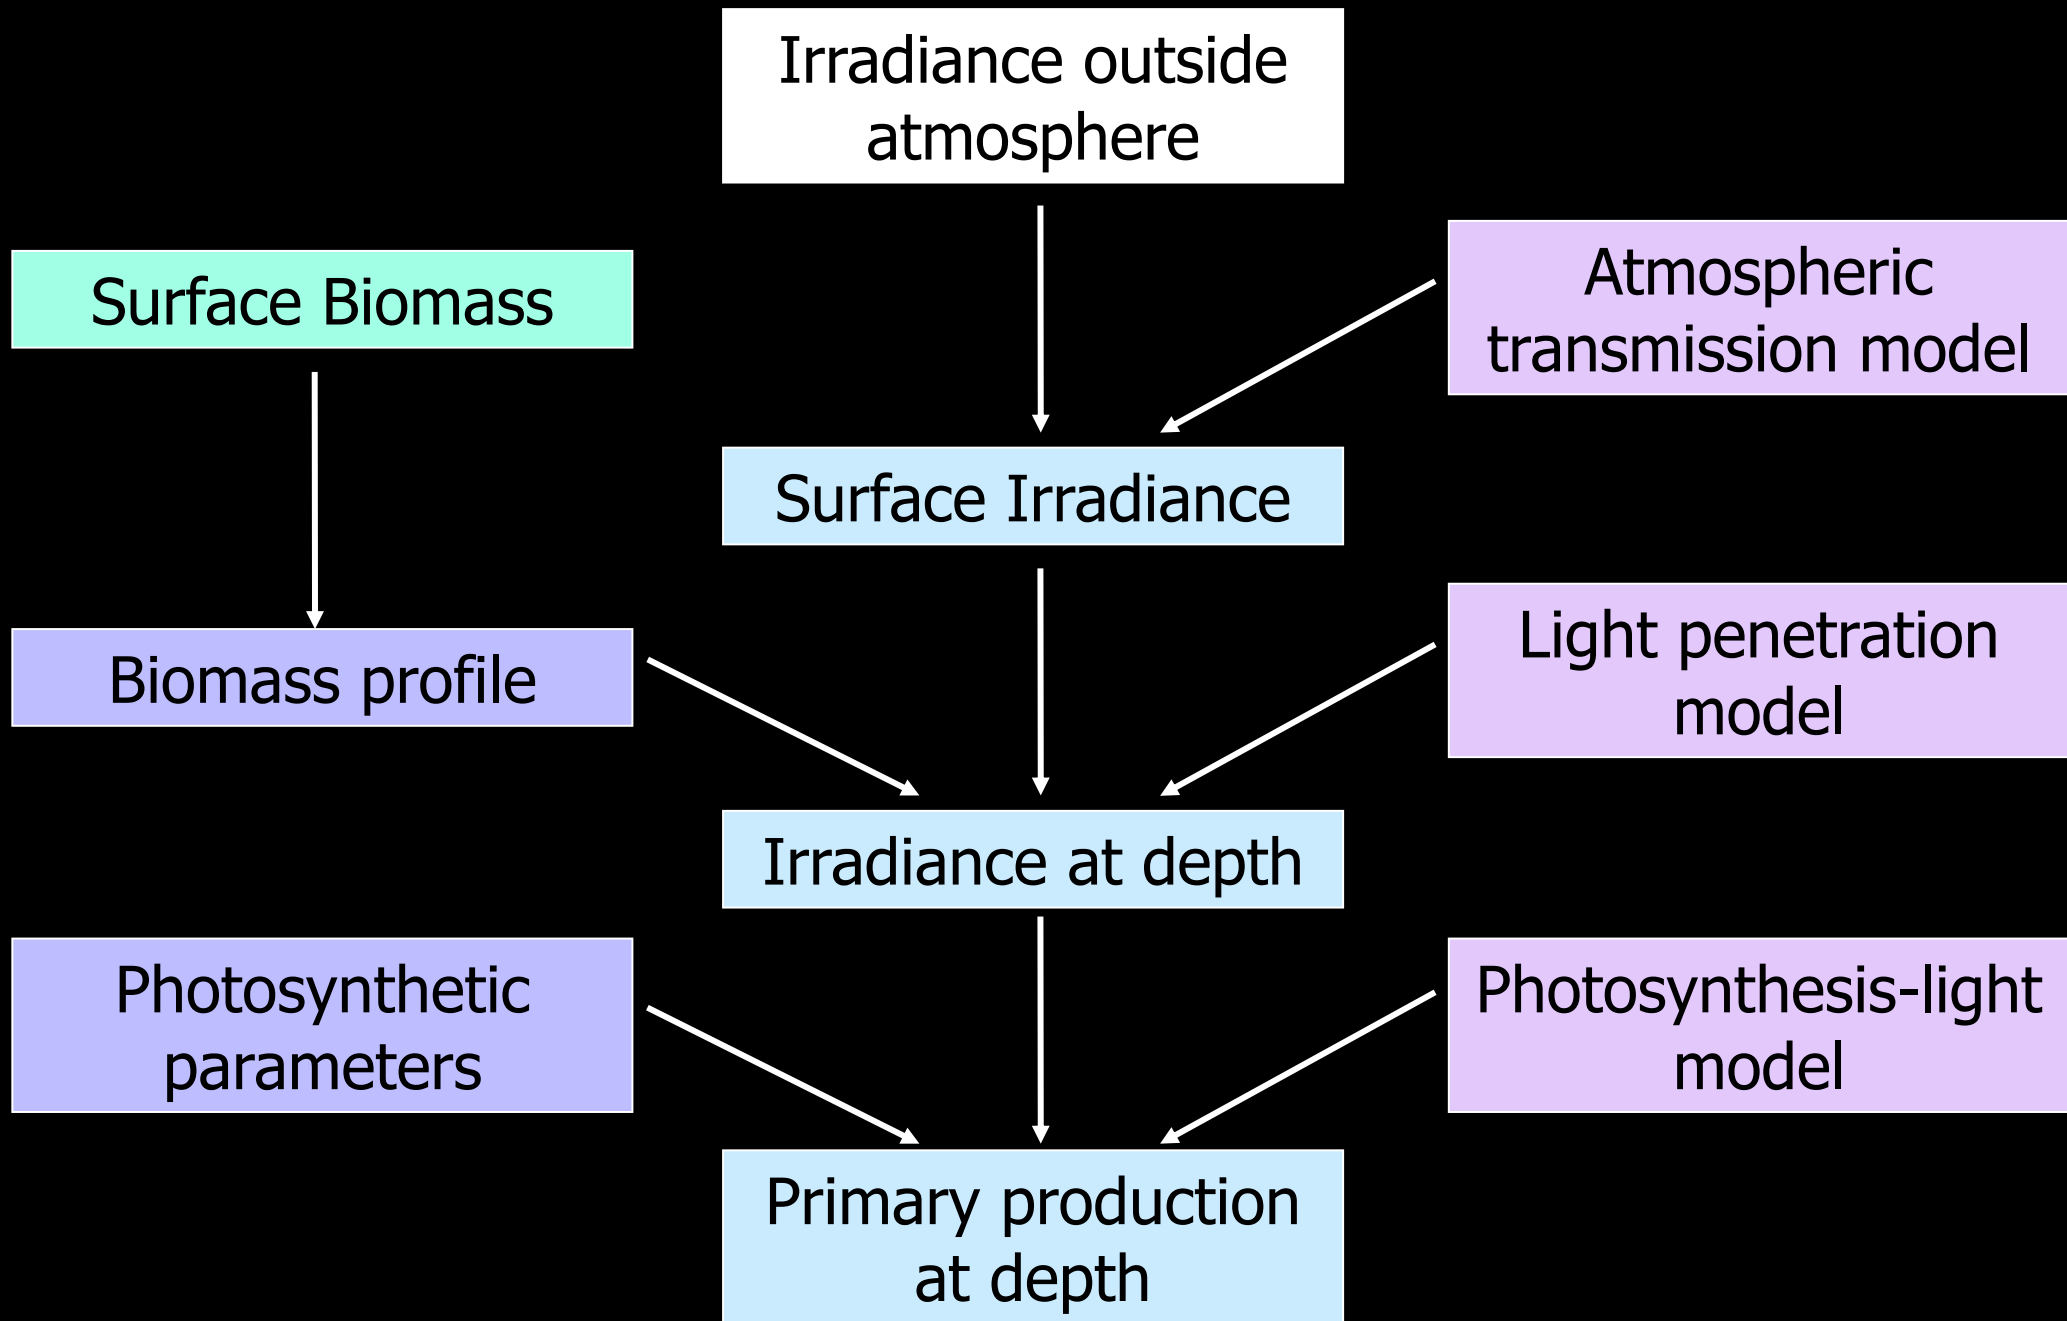 Irradiance outside
atmosphere
Surface Biomass
Atmospheric
transmission model
Surface Irradiance
Biomass profile
Light penetration
model
Irradiance at depth
Photosynthetic
parameters
Photosynthesis-light
model
Primary production
at depth